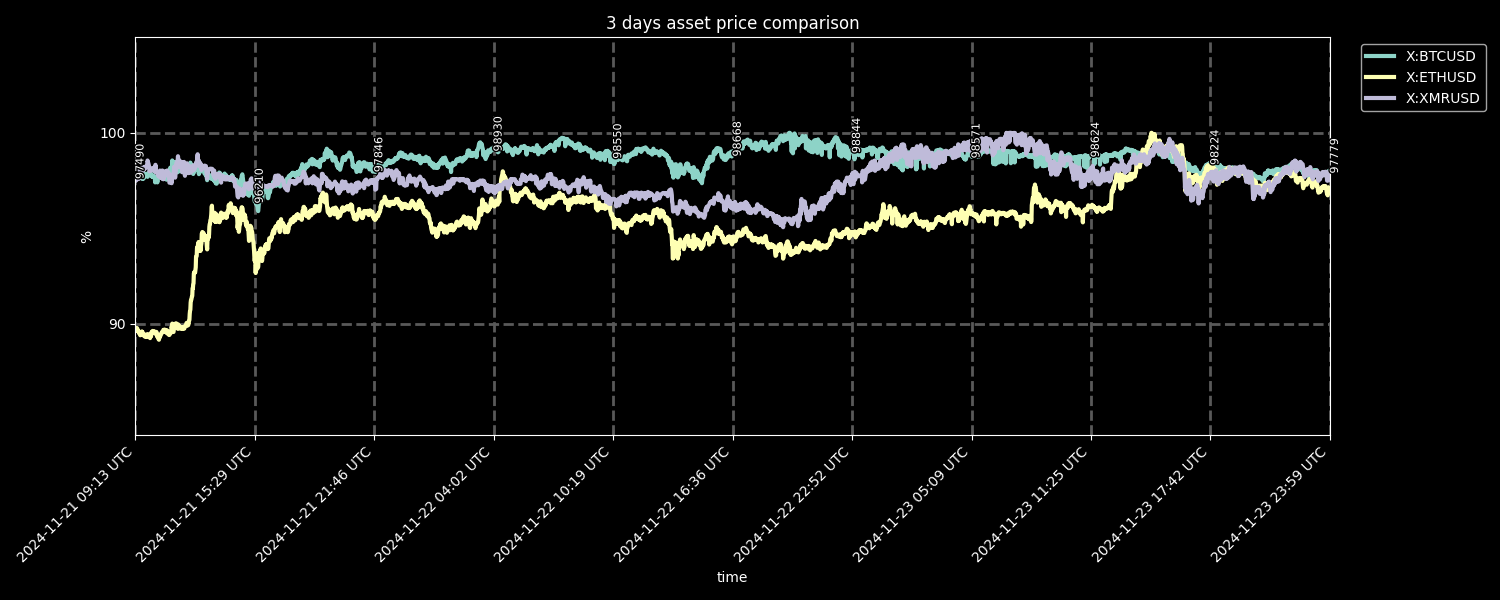 3 days asset price comparison
X:BTCUSD
X:ETHUSD
X:XMRUSD
100
90
%
97490
96210
97846
98930
98550
98668
98844
98571
98624
98224
97779
2024-11-21 09:13 UTC
2024-11-21 15:29 UTC
2024-11-21 21:46 UTC
2024-11-22 04:02 UTC
2024-11-22 10:19 UTC
2024-11-22 16:36 UTC
2024-11-22 22:52 UTC
2024-11-23 05:09 UTC
2024-11-23 11:25 UTC
2024-11-23 17:42 UTC
2024-11-23 23:59 UTC
time